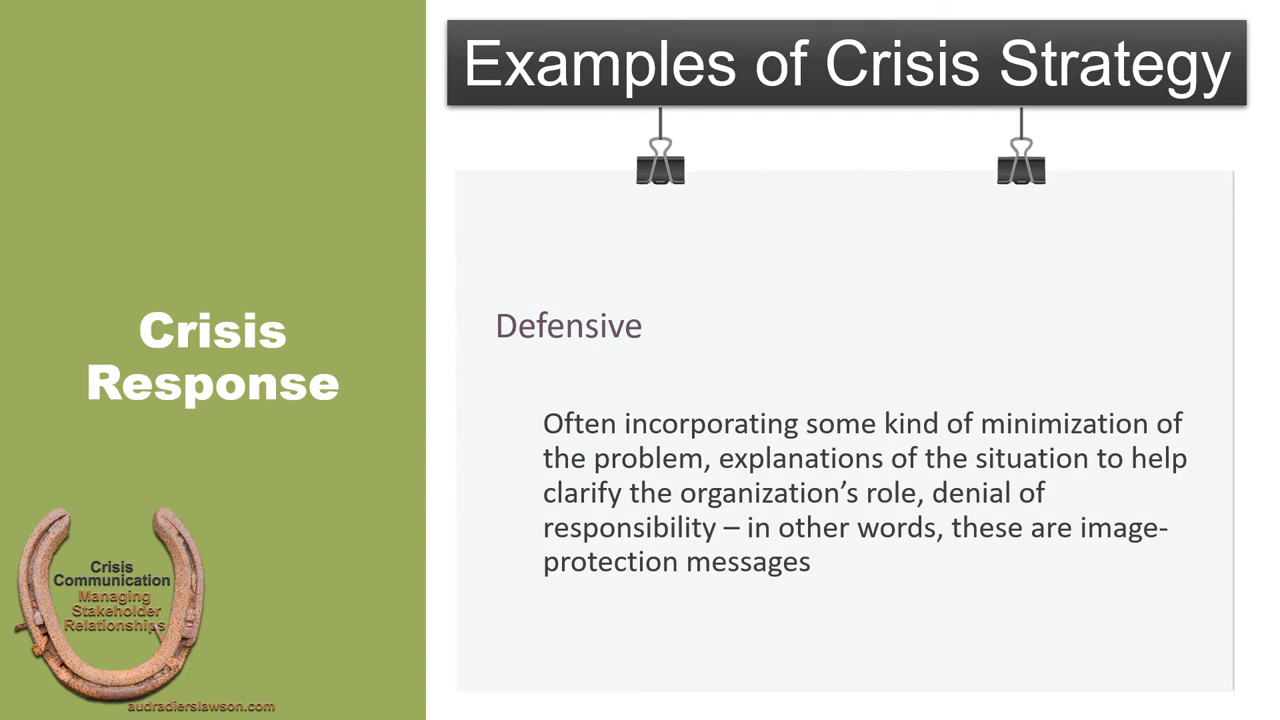 Examples of Crisis Strategy
Crisis
Response
Defensive
Often incorporating some kind of minimization of
the problem, explanations of the situation to help
clarify the organization’s role, denial of
responsibility – in other words, these are image-
protection messages
Crisis
Communication
Managing
Stakeholder
Relationships
audradierslawson.com